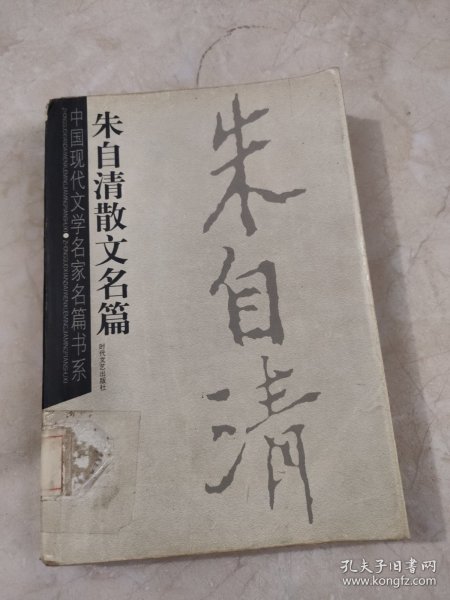 中国现代文学名家名篇书系
朱自清散文名篇
时代文艺出版社
朱自清
孔夫子旧书网
www.kongfz.com